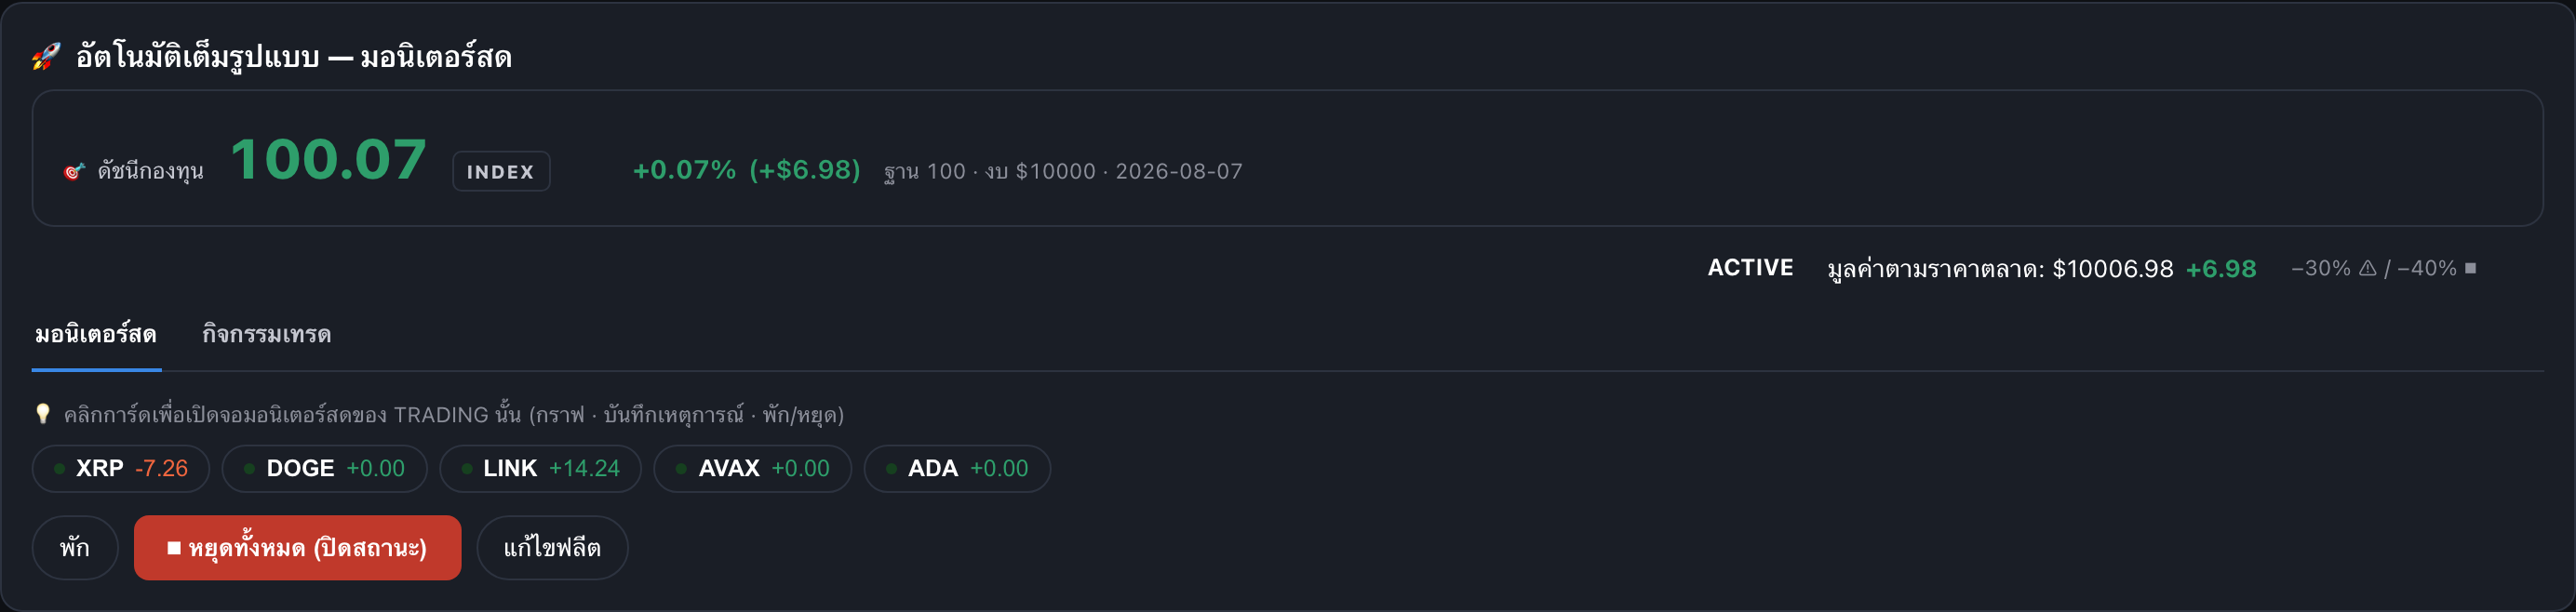 🚀 อัตโนมัติเต็มรูปแบบ — มอนิเตอร์สด
🎯 ดัชนีกองทุน 100.07 INDEX +0.07% (+$6.98) ฐาน 100 · งบ $10000 · 2026-08-07
ACTIVE มูลค่าตามราคาตลาด: $10006.98 +6.98 −30% ⚠ / −40% ■
มอนิเตอร์สด กิจกรรมเทรด
💡 คลิกการ์ดเพื่อเปิดจอมอนิเตอร์สดของ TRADING นั้น (กราฟ · บันทึกเหตุการณ์ · พัก/หยุด)
XRP -7.26 DOGE +0.00 LINK +14.24 AVAX +0.00 ADA +0.00
พัก ■ หยุดทั้งหมด (ปิดสถานะ) แก้ไขฟลีต